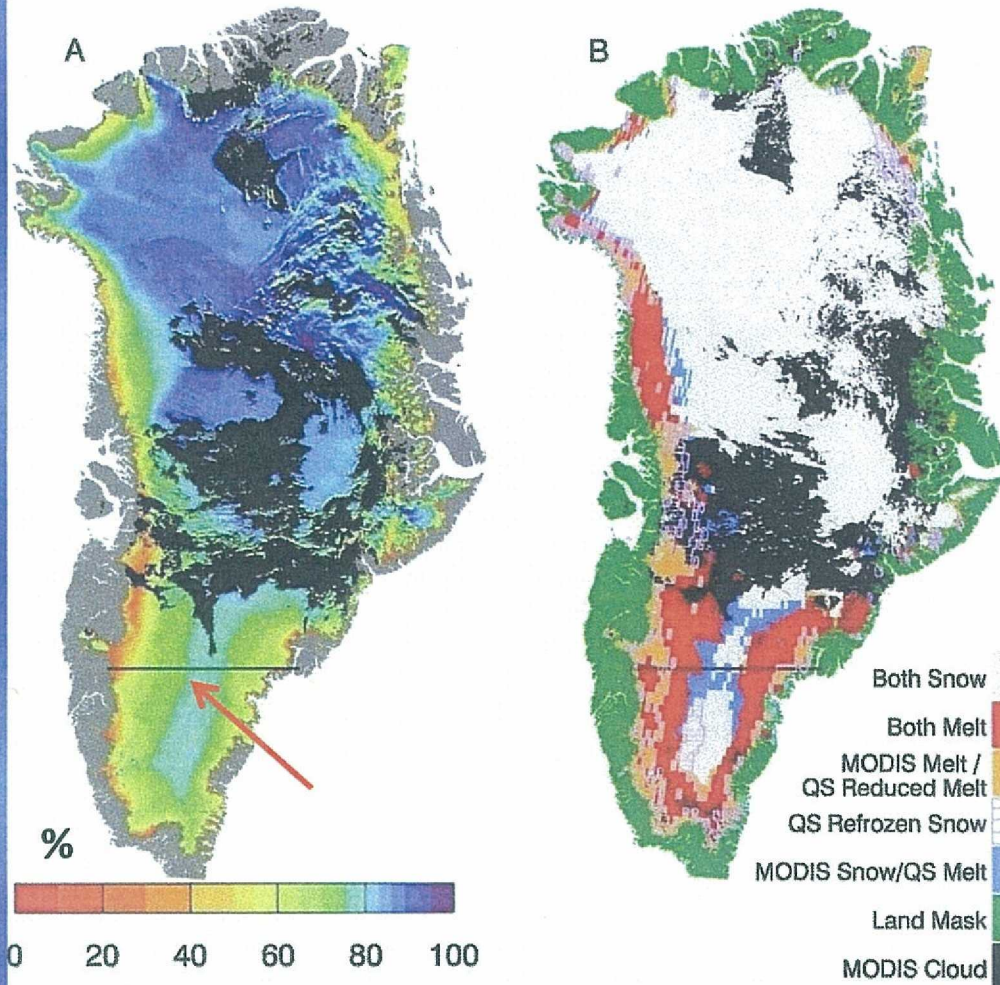 A
B
%
0 20 40 60 80 100
Both Snow
Both Melt
MODIS Melt /
QS Reduced Melt
QS Refrozen Snow
MODIS Snow/QS Melt
Land Mask
MODIS Cloud